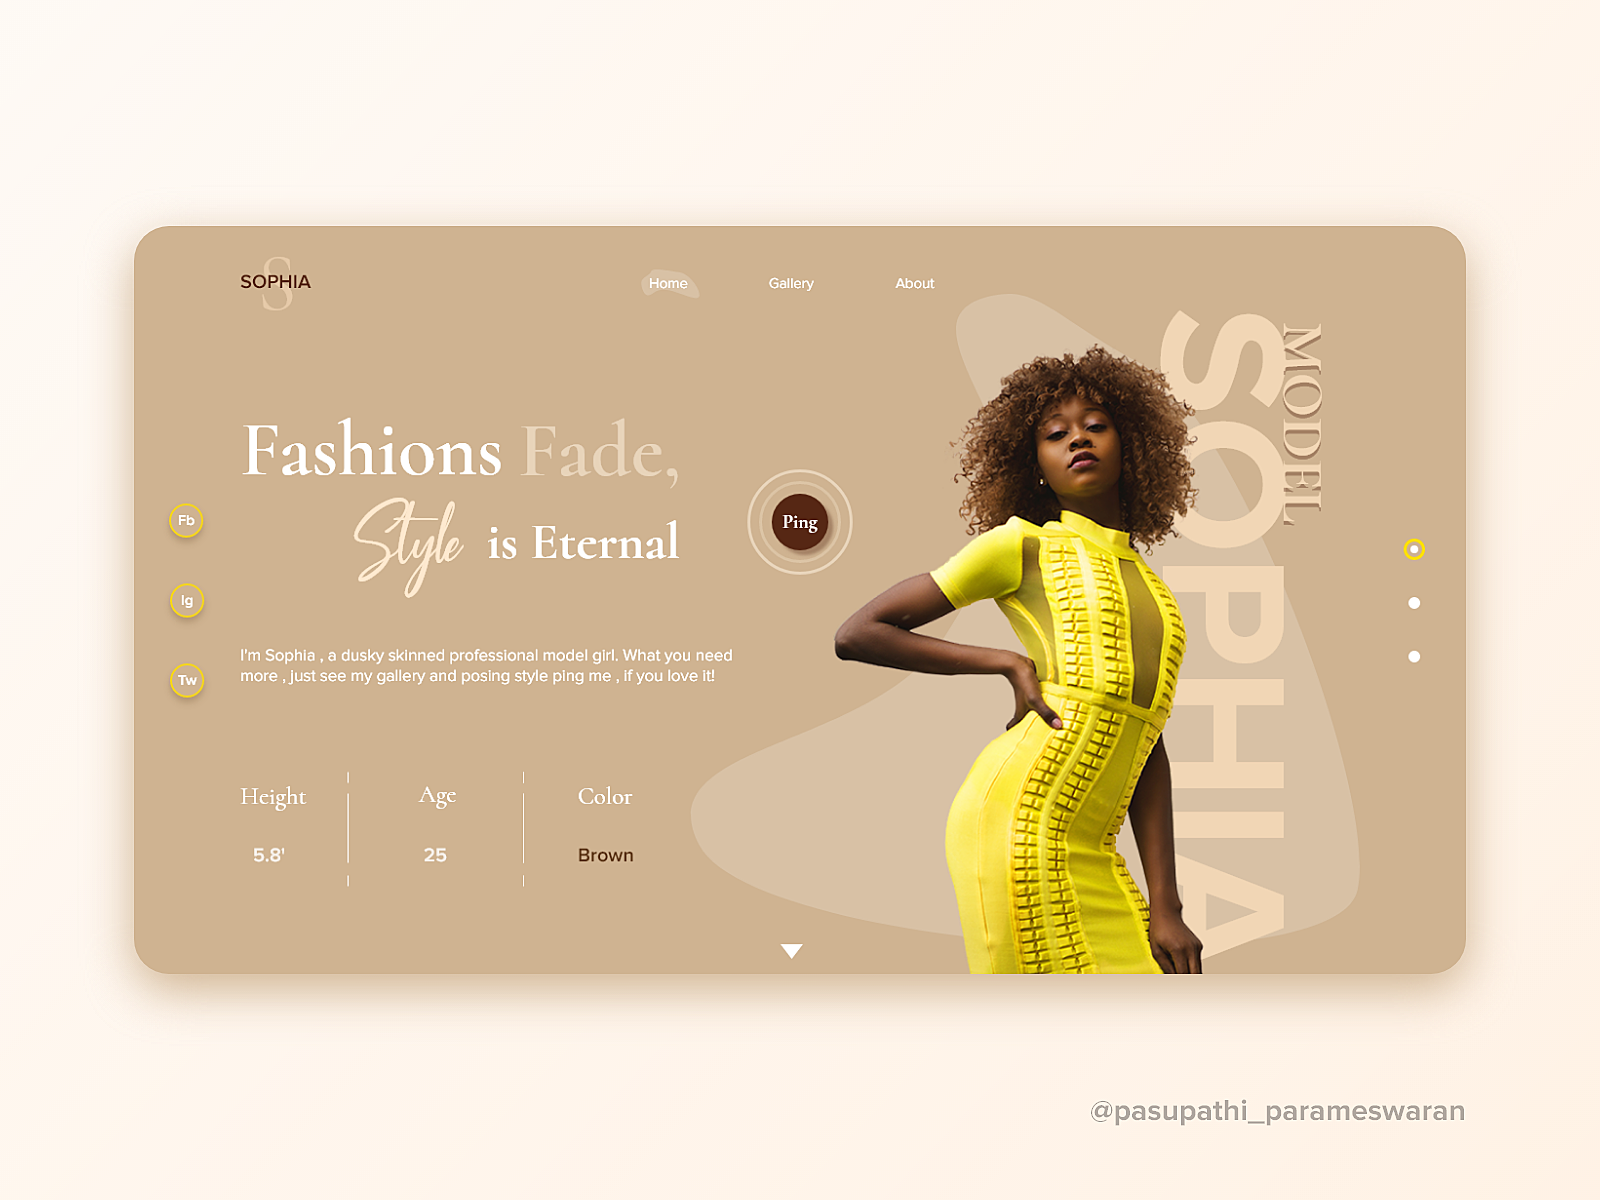 S
SOPHIA
Home
Gallery
About
Fashions Fade,
Style is Eternal
Ping
Fb
Ig
Tw
I'm Sophia , a dusky skinned professional model girl. What you need
more , just see my gallery and posing style ping me , if you love it!
Height
Age
Color
5.8'
25
Brown
MODEL
SOPHIA
@pasupathi_parameswaran